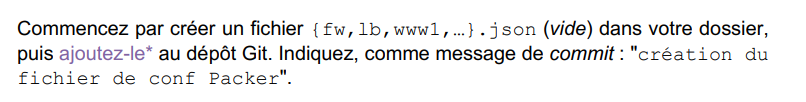 Commencez par créer un fichier {fw,lb,www1,…}.json (vide) dans votre dossier,
puis ajoutez-le* au dépôt Git. Indiquez, comme message de commit : "création du
fichier de conf Packer".